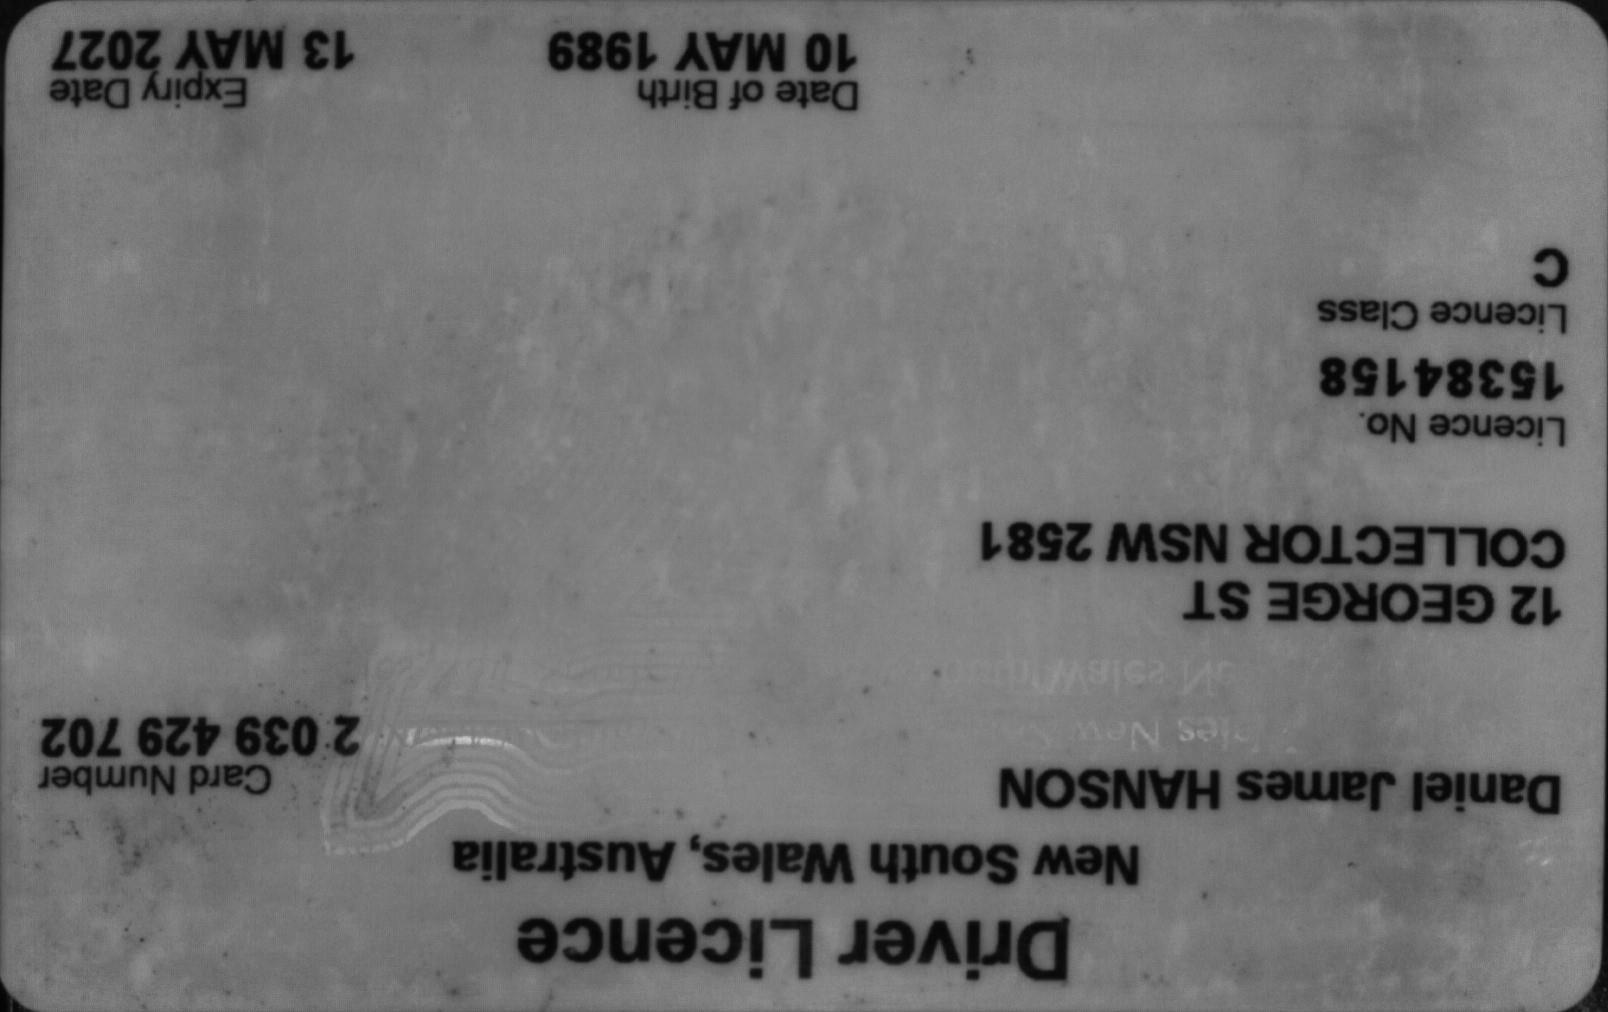 Driver Licence
New South Wales, Australia
Daniel James HANSON
Card Number
2 039 429 702
12 GEORGE ST
COLLECTOR NSW 2581
Licence No.
15384158
Licence Class
C
Date of Birth
10 MAY 1989
Expiry Date
13 MAY 2027